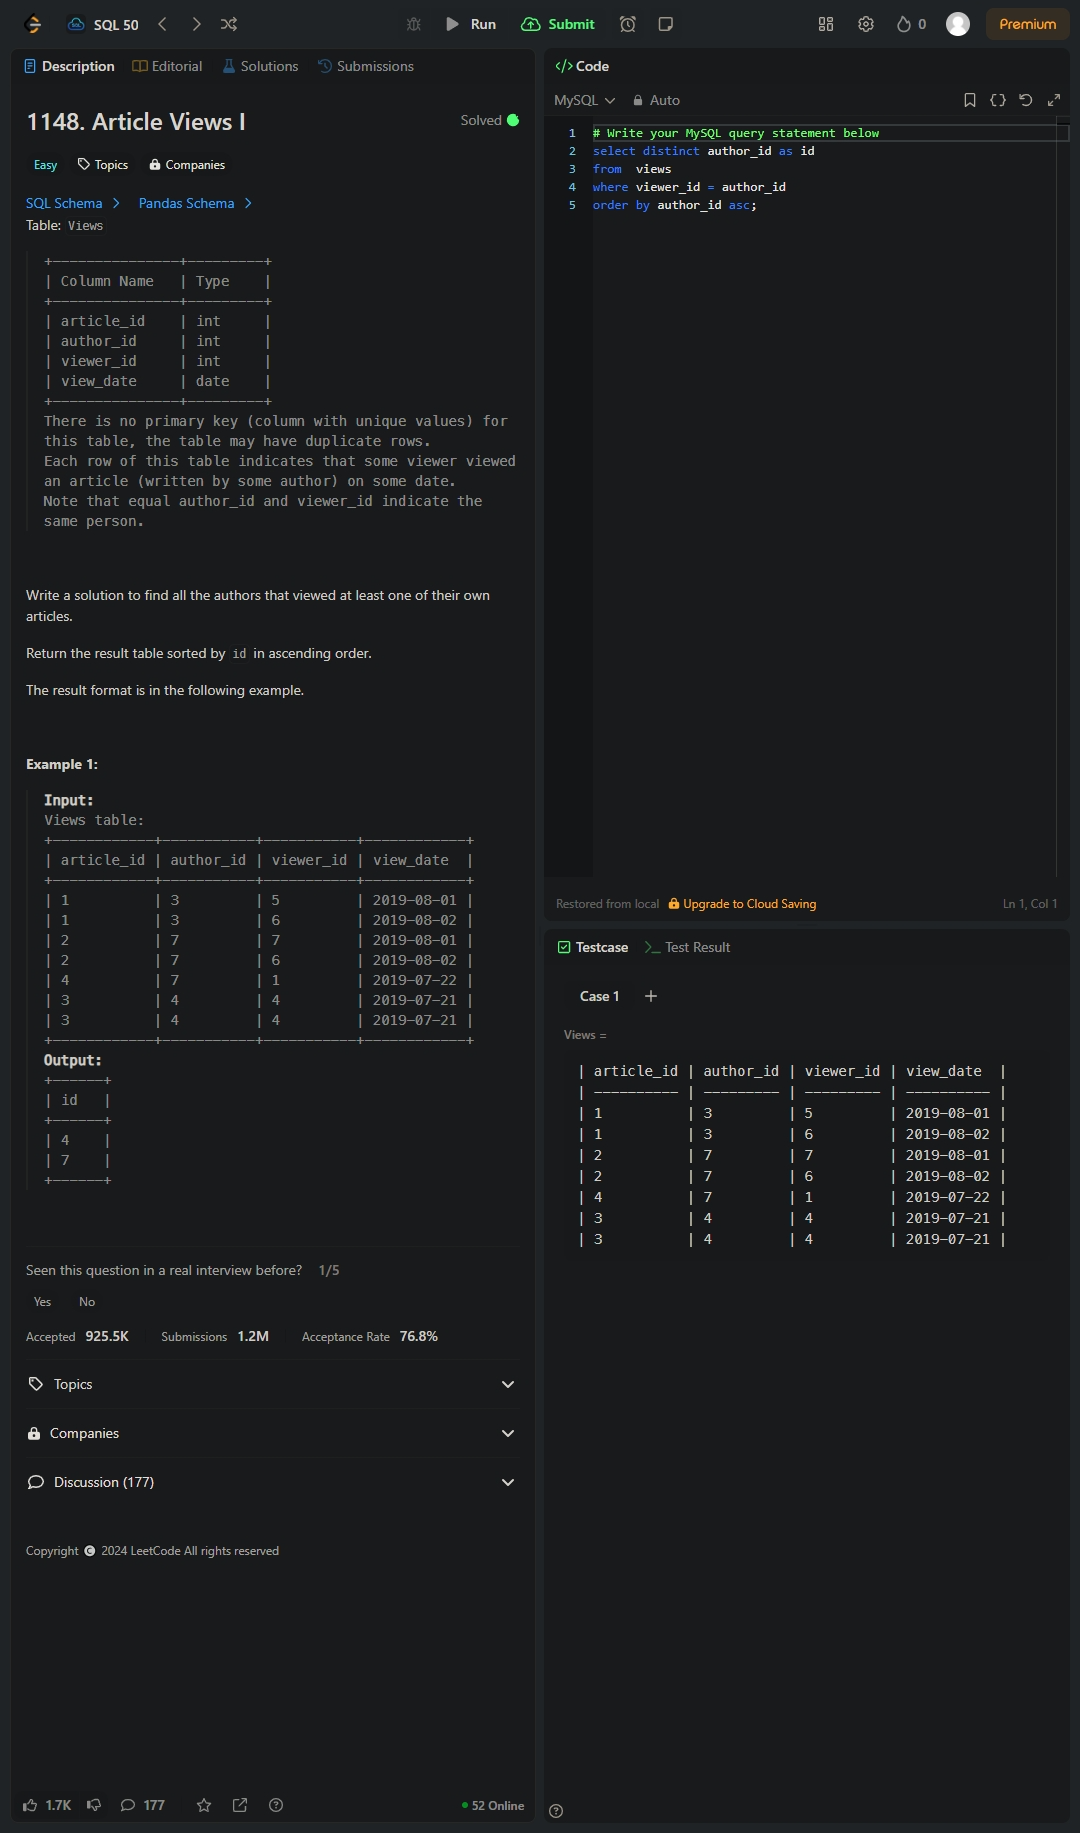 SQL 50
Run
Submit
0
Premium
Description
Editorial
Solutions
Submissions
1148. Article Views I
Solved
Easy
Topics
Companies
SQL Schema
Pandas Schema
Table: Views
+---------------+---------+
| Column Name   | Type    |
+---------------+---------+
| article_id    | int     |
| author_id     | int     |
| viewer_id     | int     |
| view_date     | date    |
+---------------+---------+
There is no primary key (column with unique values) for
this table, the table may have duplicate rows.
Each row of this table indicates that some viewer viewed
an article (written by some author) on some date.
Note that equal author_id and viewer_id indicate the
same person.
Write a solution to find all the authors that viewed at least one of their own
articles.
Return the result table sorted by id in ascending order.
The result format is in the following example.
Example 1:
Input:
Views table:
+------------+-----------+-----------+------------+
| article_id | author_id | viewer_id | view_date  |
+------------+-----------+-----------+------------+
| 1          | 3         | 5         | 2019-08-01 |
| 1          | 3         | 6         | 2019-08-02 |
| 2          | 7         | 7         | 2019-08-01 |
| 2          | 7         | 6         | 2019-08-02 |
| 4          | 7         | 1         | 2019-07-22 |
| 3          | 4         | 4         | 2019-07-21 |
| 3          | 4         | 4         | 2019-07-21 |
+------------+-----------+-----------+------------+
Output:
+------+
| id   |
+------+
| 4    |
| 7    |
+------+
Seen this question in a real interview before? 1/5
Yes No
Accepted 925.5K Submissions 1.2M Acceptance Rate 76.8%
Topics
Companies
Discussion (177)
Copyright © 2024 LeetCode All rights reserved
1.7K
177
52 Online
</> Code
MySQL
Auto
1 # Write your MySQL query statement below
2 select distinct author_id as id
3 from  views
4 where viewer_id = author_id
5 order by author_id asc;
Restored from local
Upgrade to Cloud Saving
Ln 1, Col 1
Testcase
>_ Test Result
Case 1 +
Views =
| article_id | author_id | viewer_id | view_date  |
| ---------- | --------- | --------- | ---------- |
| 1          | 3         | 5         | 2019-08-01 |
| 1          | 3         | 6         | 2019-08-02 |
| 2          | 7         | 7         | 2019-08-01 |
| 2          | 7         | 6         | 2019-08-02 |
| 4          | 7         | 1         | 2019-07-22 |
| 3          | 4         | 4         | 2019-07-21 |
| 3          | 4         | 4         | 2019-07-21 |